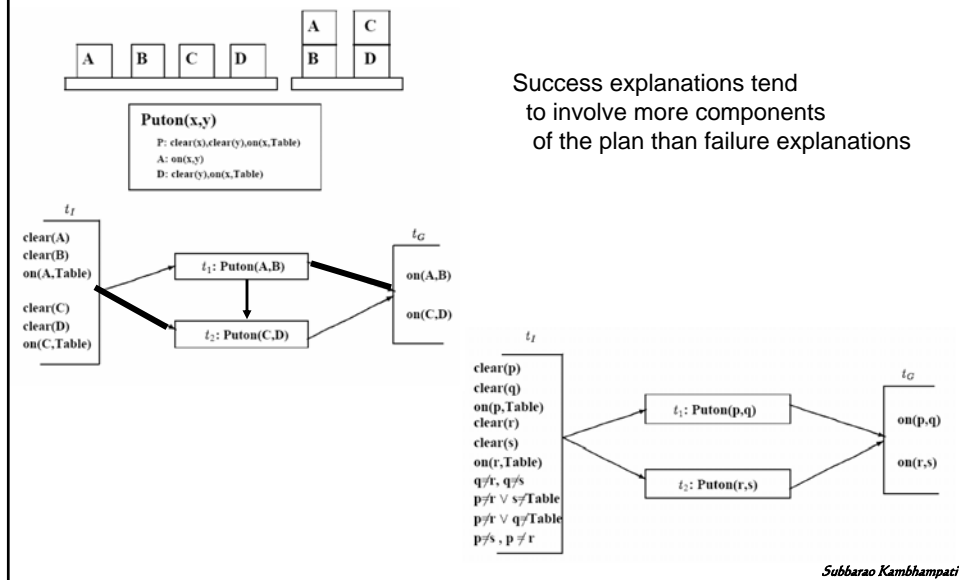 A B C D
A C
B D
Puton(x,y)
P: clear(x),clear(y),on(x,Table)
A: on(x,y)
D: clear(y),on(x,Table)
Success explanations tend
to involve more components
of the plan than failure explanations
t_I
clear(A)
clear(B)
on(A,Table)
clear(C)
clear(D)
on(C,Table)
t₁: Puton(A,B)
t₂: Puton(C,D)
t_G
on(A,B)
on(C,D)
t_I
clear(p)
clear(q)
on(p,Table)
clear(r)
clear(s)
on(r,Table)
q≠r, q≠s
p≠r ∨ s≠Table
p≠r ∨ q≠Table
p≠s , p ≠ r
t₁: Puton(p,q)
t₂: Puton(r,s)
t_G
on(p,q)
on(r,s)
Subbarao Kambhampati